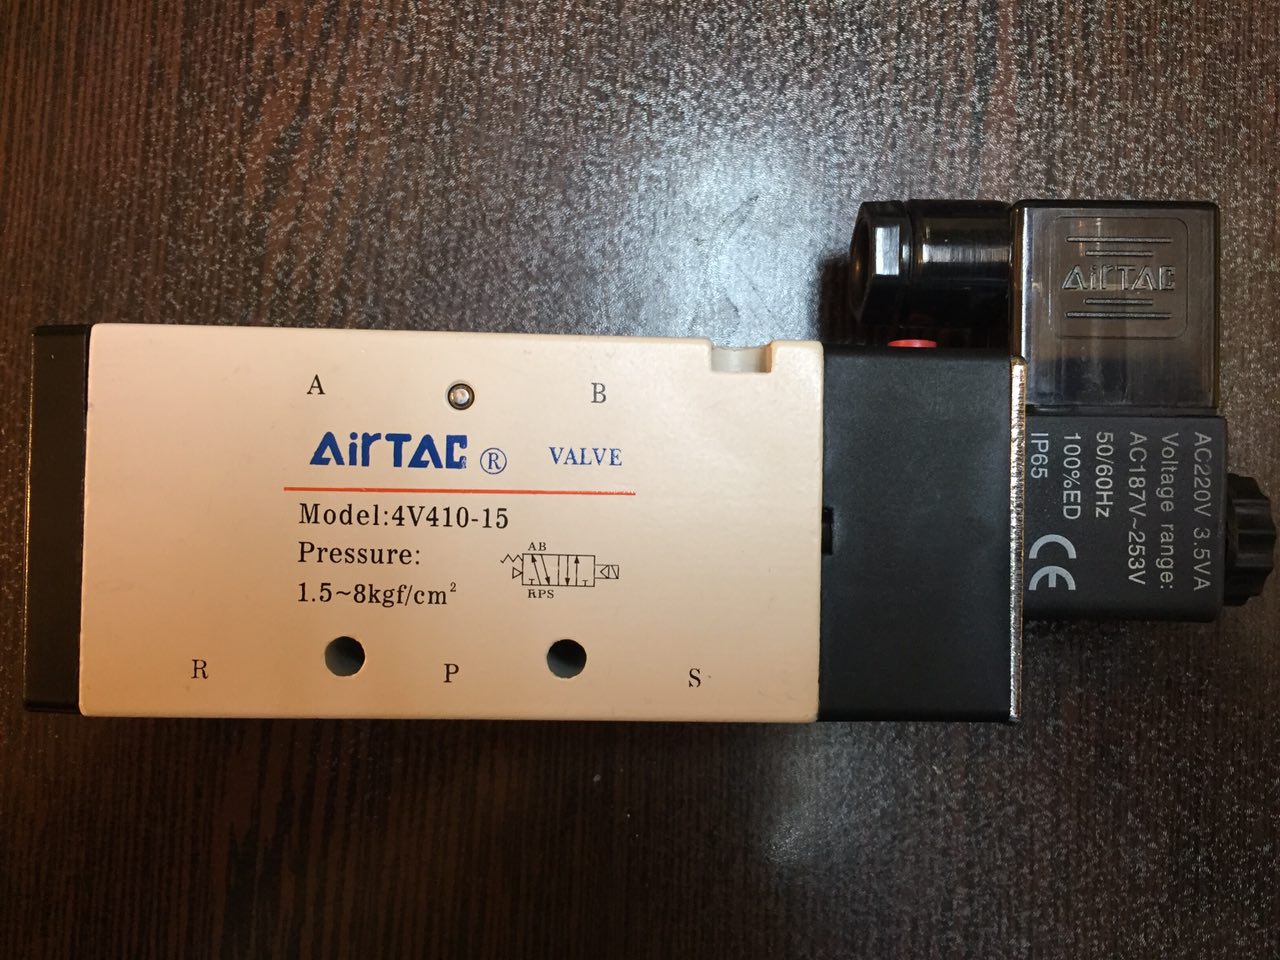 A B
AirTAC ® VALVE
Model:4V410-15
Pressure:
1.5~8kgf/cm²
AB
RPS
R P S
AirTAC
AC220V 3.5VA
Voltage range:
AC187V~253V
50/60Hz
100%ED
IP65
CE